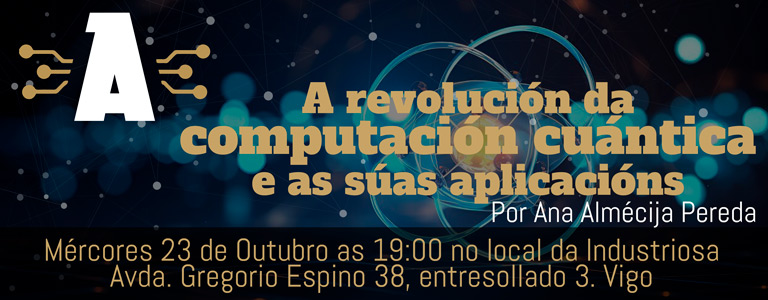 A
A revolución da
computación cuántica
e as súas aplicacións
Por Ana Almécija Pereda
Mércores 23 de Outubro as 19:00 no local da Industriosa
Avda. Gregorio Espino 38, entresollado 3. Vigo